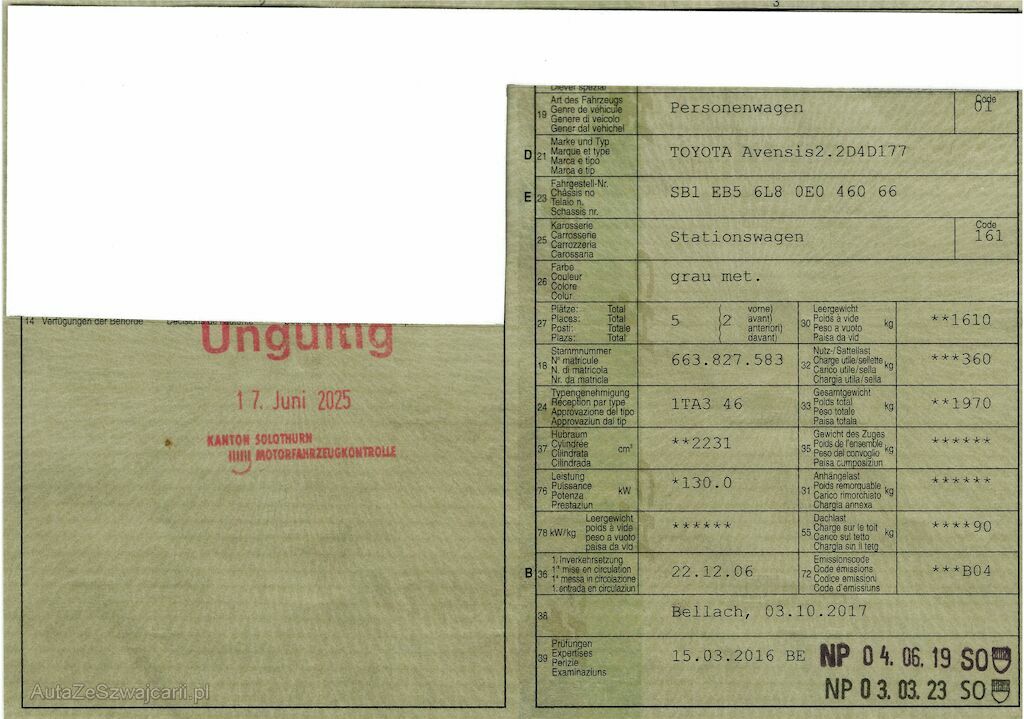 3
Art des Fahrzeugs
Genre de véhicule
Genere di veicolo
Gener dal vehichel
19
Personenwagen
Code
01
D 21
Marke und Typ
Marque et type
Marca e tipo
Marca e tip
TOYOTA Avensis2.2D4D177
E 23
Fahrgestell-Nr.
Châssis no
Telaio n.
Schassis nr.
SB1 EB5 6L8 0E0 460 66
25
Karosserie
Carrosserie
Carrozzeria
Carossaria
Stationswagen
Code
161
26
Farbe
Couleur
Colore
Colur
grau met.
27
Plätze: Total
Places: Total
Posti: Totale
Plazs: Total
5 (2 vorne)
avant)
anteriori)
davant)
30
Leergewicht
Poids à vide
Peso a vuoto
Paisa da vid
kg
**1610
14 Verfügungen der Behörde
Ungültig
17. Juni 2025
KANTON SOLOTHURN
MOTORFAHRZEUGKONTROLLE
18
Stammnummer
N° matricule
N. di matricola
Nr. da matricla
663.827.583
32
Nutz-/Sattellast
Charge utile/sellette
Carico utile/sella
Chargia utila/sella
kg
***360
24
Typengenehmigung
Réception par type
Approvazione del tipo
Approvaziun dal tip
1TA3 46
33
Gesamtgewicht
Poids total
Peso totale
Paisa totala
kg
**1970
37
Hubraum
Cylindrée
Cilindrata
Cilindrada
cm³
**2231
35
Gewicht des Zuges
Poids de l'ensemble
Peso del convoglio
Paisa cumposiziun
kg
******
76
Leistung
Puissance
Potenza
Prestaziun
kW
*130.0
31
Anhängelast
Poids remorquable
Carico rimorchiato
Chargia annexa
kg
******
78 kW/kg
Leergewicht
poids à vide
peso a vuoto
paisa da vid
******
55
Dachlast
Charge sur le toit
Carico sul tetto
Chargia sin il tetg
kg
****90
B 36
1. Inverkehrsetzung
1re mise en circulation
1a messa in circolazione
1. entrada en circulaziun
22.12.06
72
Emissionscode
Code émissions
Codice emissioni
Code d'emissiuns
***B04
38
Bellach, 03.10.2017
39
Prüfungen
Expertises
Perizie
Examinaziuns
15.03.2016 BE NP 04. 06. 19 SO
NP 03. 03. 23 SO
AutaZeSzwajcarii.pl